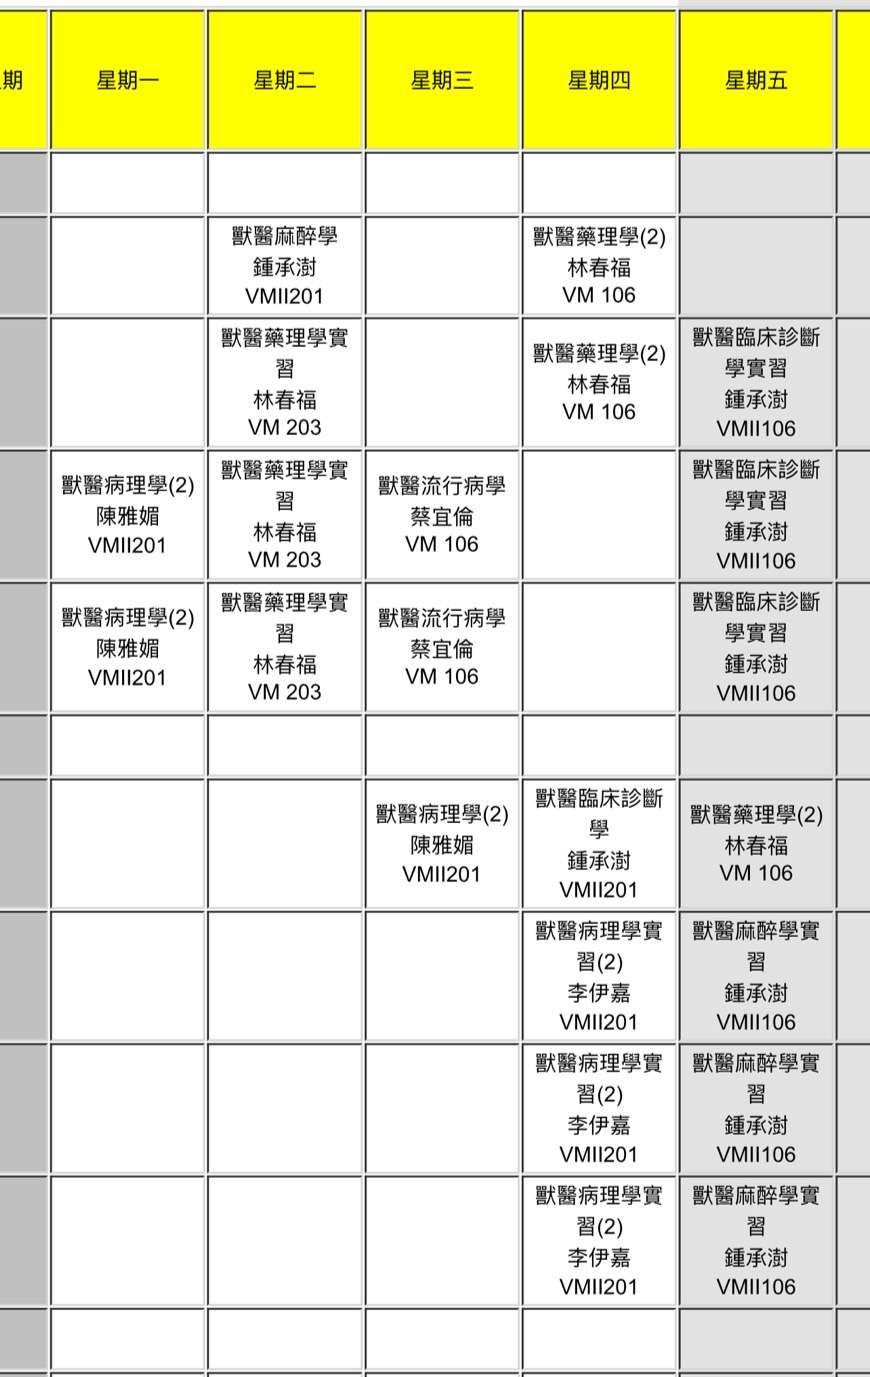 期
星期一
星期二
星期三
星期四
星期五
獸醫麻醉學
鍾承澍
VMII201
獸醫藥理學(2)
林春福
VM 106
獸醫藥理學實
習
林春福
VM 203
獸醫藥理學(2)
林春福
VM 106
獸醫臨床診斷
學實習
鍾承澍
VMII106
獸醫病理學(2)
陳雅媚
VMII201
獸醫藥理學實
習
林春福
VM 203
獸醫流行病學
蔡宜倫
VM 106
獸醫臨床診斷
學實習
鍾承澍
VMII106
獸醫病理學(2)
陳雅媚
VMII201
獸醫藥理學實
習
林春福
VM 203
獸醫流行病學
蔡宜倫
VM 106
獸醫臨床診斷
學實習
鍾承澍
VMII106
獸醫病理學(2)
陳雅媚
VMII201
獸醫臨床診斷
學
鍾承澍
VMII201
獸醫藥理學(2)
林春福
VM 106
獸醫病理學實
習(2)
李伊嘉
VMII201
獸醫麻醉學實
習
鍾承澍
VMII106
獸醫病理學實
習(2)
李伊嘉
VMII201
獸醫麻醉學實
習
鍾承澍
VMII106
獸醫病理學實
習(2)
李伊嘉
VMII201
獸醫麻醉學實
習
鍾承澍
VMII106